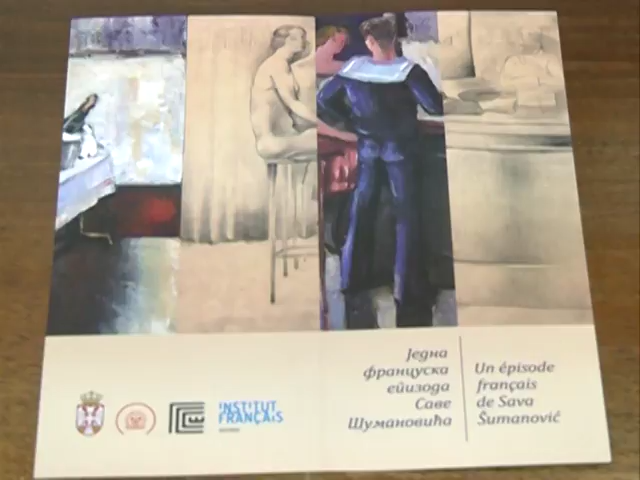 Једна
француска
епизода
Саве
Шумановића
Un épisode
français
de Sava
Šumanović
INSTITUT
FRANÇAIS